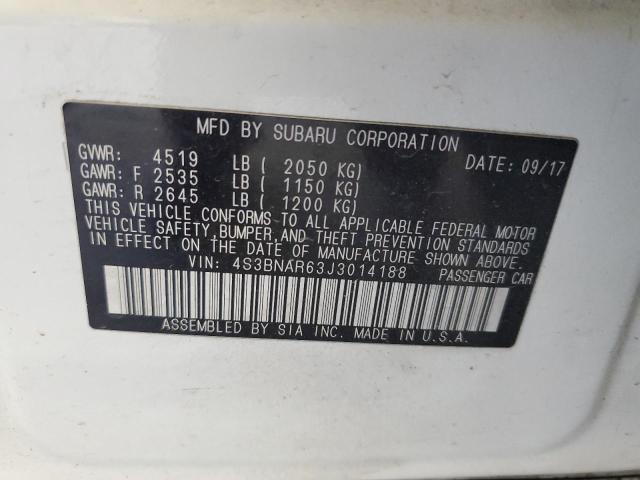 MFD BY SUBARU CORPORATION
GVWR: 4519 LB ( 2050 KG) DATE: 09/17
GAWR: F 2535 LB ( 1150 KG)
GAWR: R 2645 LB ( 1200 KG)
THIS VEHICLE CONFORMS TO ALL APPLICABLE FEDERAL MOTOR
VEHICLE SAFETY, BUMPER, AND THEFT PREVENTION STANDARDS
IN EFFECT ON THE DATE OF MANUFACTURE SHOWN ABOVE.
VIN: 4S3BNAR63J3014188 PASSENGER CAR
ASSEMBLED BY SIA INC. MADE IN U.S.A.